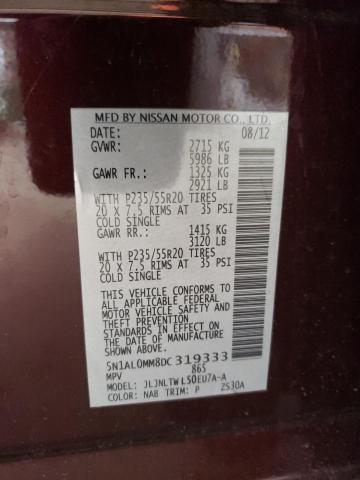 MFD BY NISSAN MOTOR CO., LTD.
DATE: 08/12
GVWR: 2715 KG
5986 LB
GAWR FR.: 1325 KG
2921 LB
WITH P235/55R20 TIRES
20 X 7.5 RIMS AT 35 PSI
COLD SINGLE
GAWR RR.: 1415 KG
3120 LB
WITH P235/55R20 TIRES
20 X 7.5 RIMS AT 35 PSI
COLD SINGLE
THIS VEHICLE CONFORMS TO
ALL APPLICABLE FEDERAL
MOTOR VEHICLE SAFETY AND
THEFT PREVENTION
STANDARDS IN EFFECT ON
THE DATE OF MANUFACTURE
SHOWN ABOVE.
5N1AL0MM8DC319333
MPV 865
MODEL: JLJNLTWL50EU7A-A
COLOR: NAB TRIM: P ZS30A